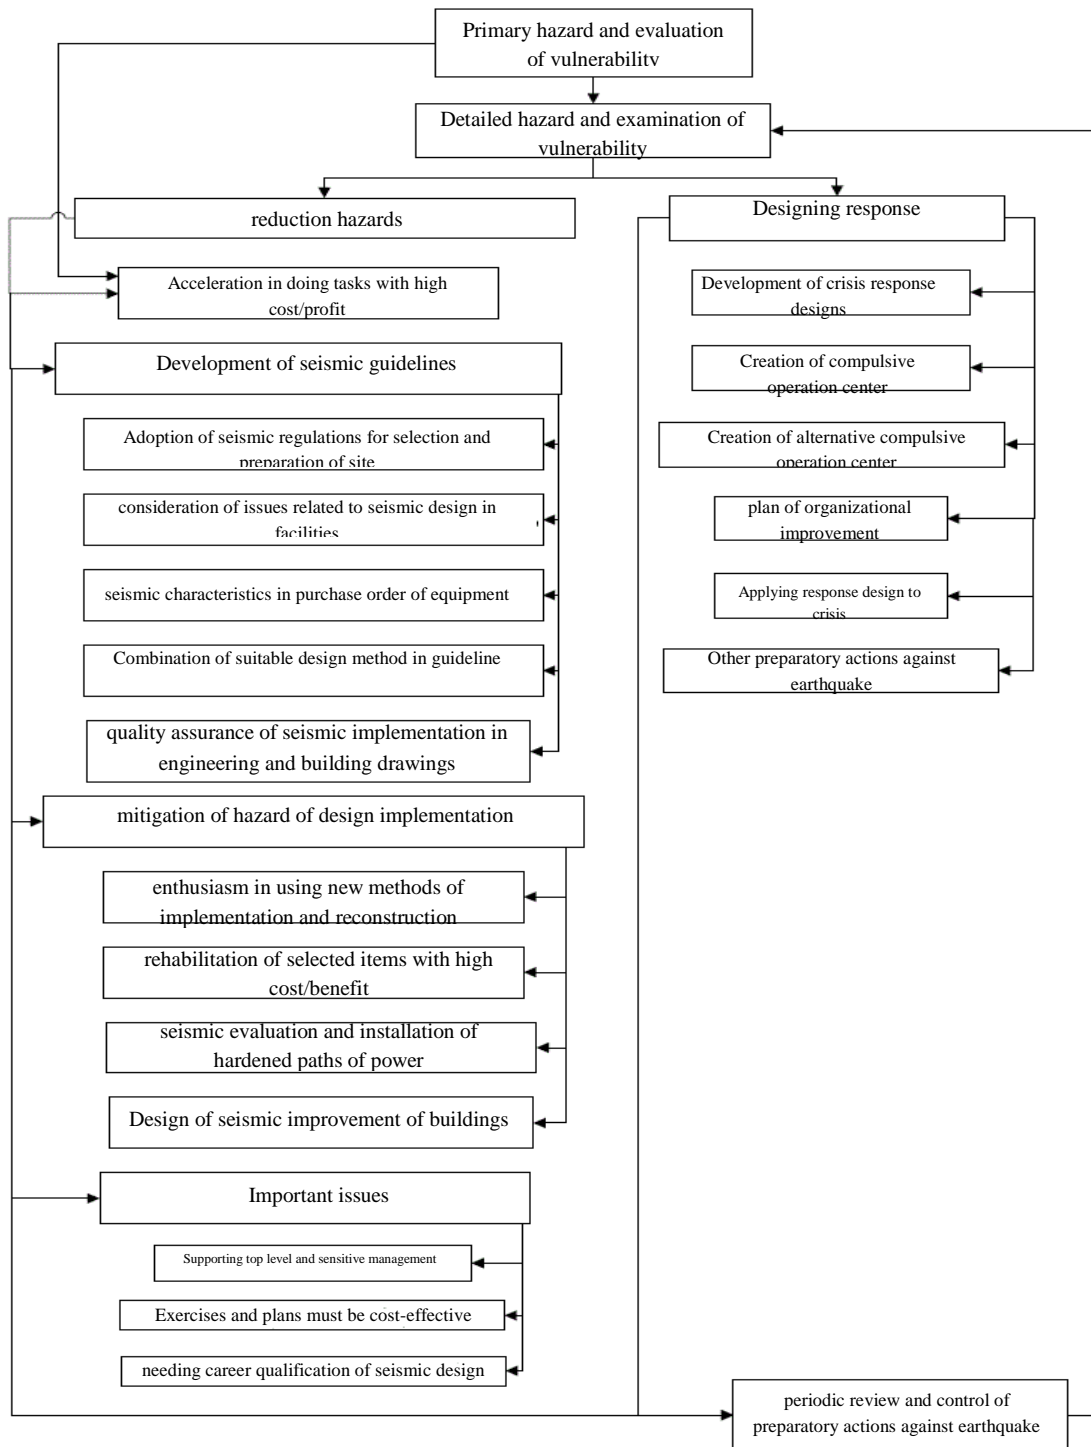 Primary hazard and evaluation
of vulnerability
Detailed hazard and examination of
vulnerability
reduction hazards
Designing response
Acceleration in doing tasks with high
cost/profit
Development of crisis response
designs
Development of seismic guidelines
Creation of compulsive
operation center
Adoption of seismic regulations for selection and
preparation of site
Creation of alternative compulsive
operation center
consideration of issues related to seismic design in
facilities
plan of organizational
improvement
seismic characteristics in purchase order of equipment
Applying response design to
crisis
Combination of suitable design method in guideline
Other preparatory actions against
earthquake
quality assurance of seismic implementation in
engineering and building drawings
mitigation of hazard of design implementation
enthusiasm in using new methods of
implementation and reconstruction
rehabilitation of selected items with high
cost/benefit
seismic evaluation and installation of
hardened paths of power
Design of seismic improvement of buildings
Important issues
Supporting top level and sensitive management
Exercises and plans must be cost-effective
needing career qualification of seismic design
periodic review and control of
preparatory actions against earthquake